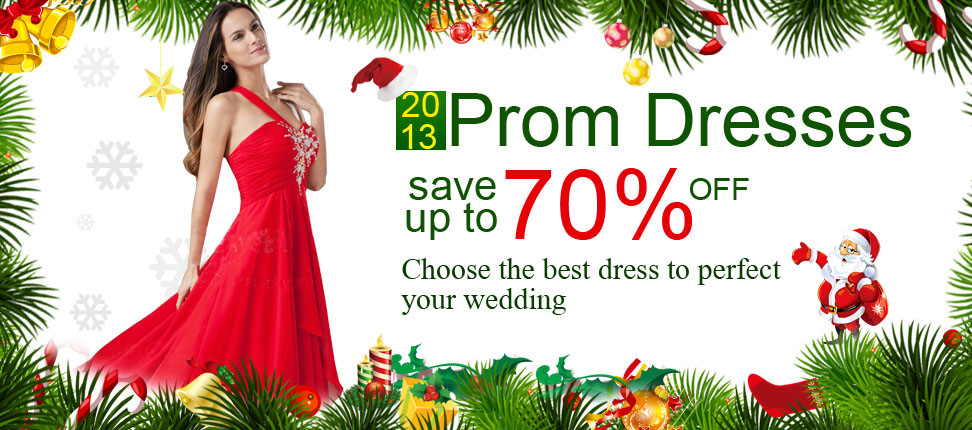 2013 Prom Dresses
save up to 70% OFF
Choose the best dress to perfect
your wedding